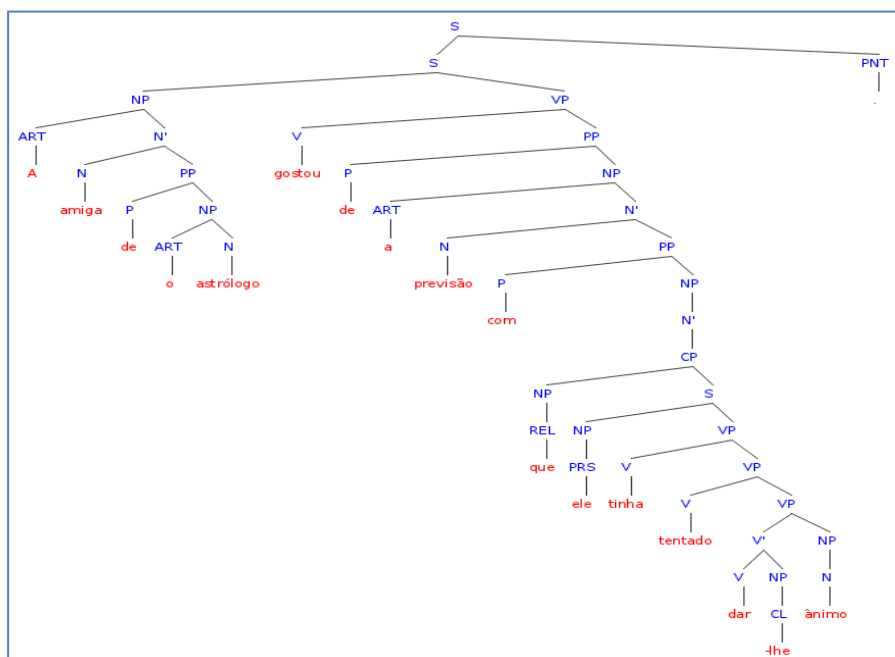 S
S PNT
NP VP .
ART N' V PP
A N PP gostou P NP
amiga P NP de ART N'
de ART N a N PP
o astrólogo previsão P NP
com N'
CP
NP S
REL NP VP
que PRS V VP
ele tinha V VP
tentado V' NP
V NP N
dar CL ânimo
-lhe